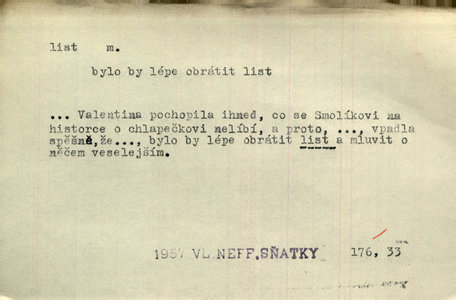 list m.
bylo by lépe obrátit list
... Valentina pochopila ihned, co se Smolíkovi na
historce o chlapečkovi nelíbí, a proto, ..., vpadla
spěšně,že..., bylo by lépe obrátit list a mluvit o
něčem veselejším.
1957 VL.NEFF,SŇATKY 176, 33